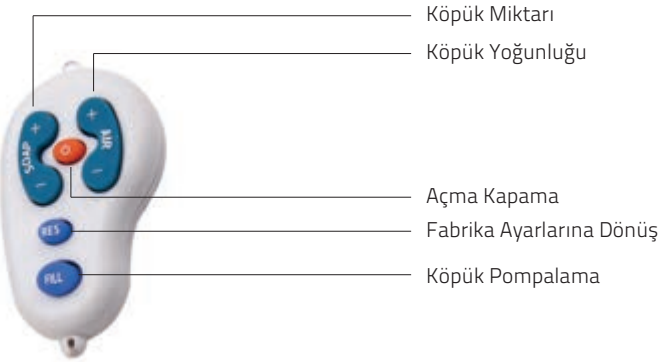 Köpük Miktarı
Köpük Yoğunluğu
+ +
SOAP AIR
- -
Açma Kapama
RES
Fabrika Ayarlarına Dönüş
FILL
Köpük Pompalama